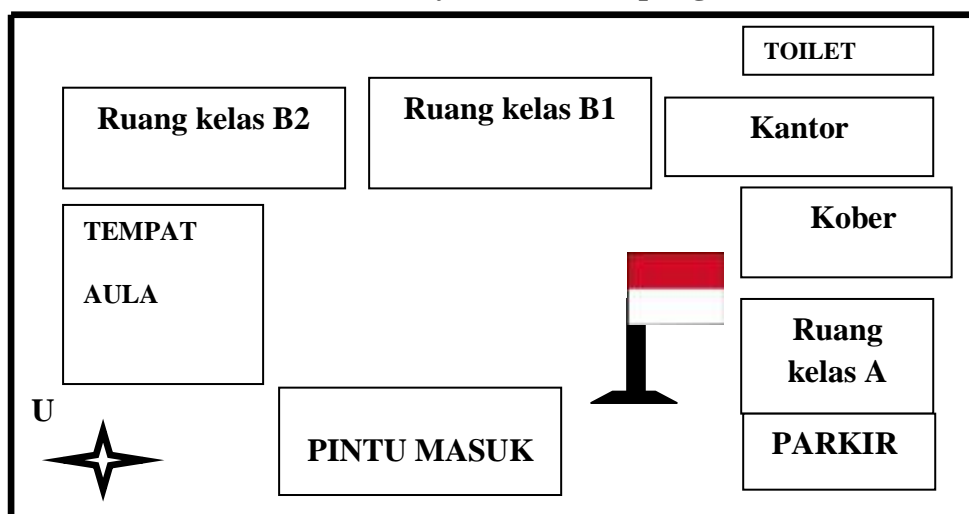 TOILET
Ruang kelas B2
Ruang kelas B1
Kantor
Kober
TEMPAT
AULA
Ruang
kelas A
U
PINTU MASUK
PARKIR